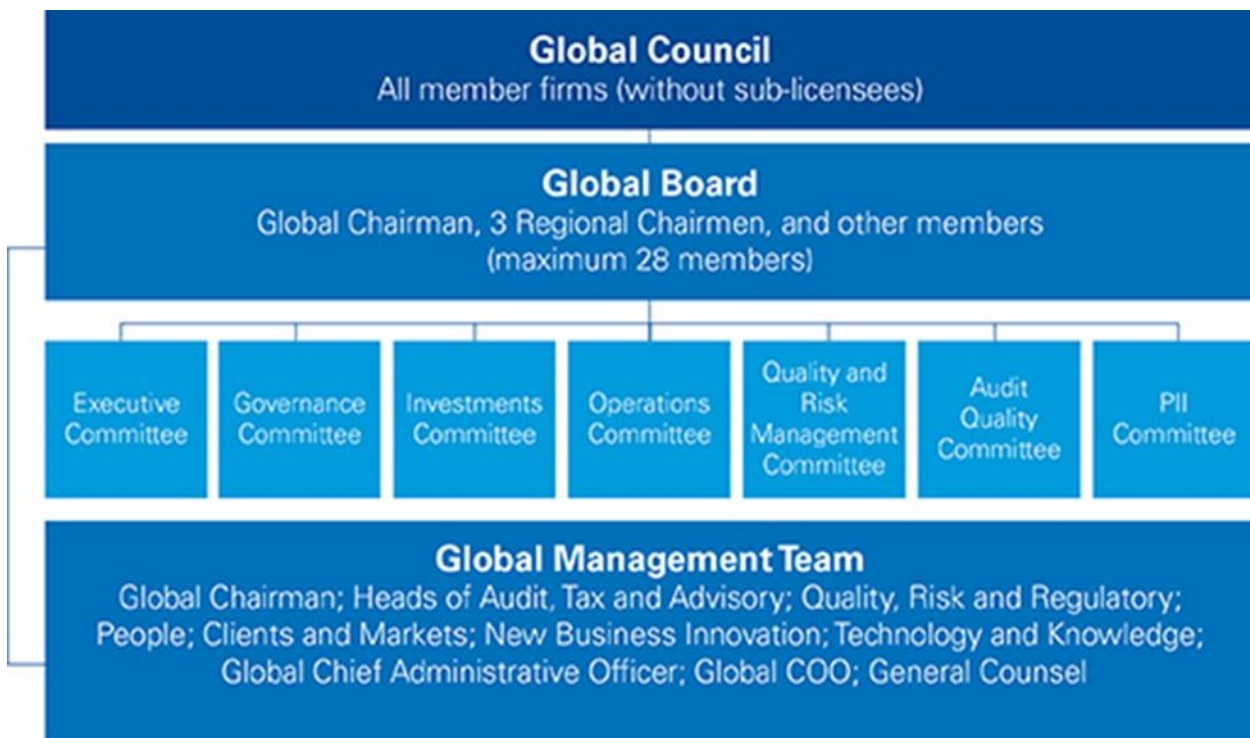 Global Council
All member firms (without sub-licensees)
Global Board
Global Chairman, 3 Regional Chairmen, and other members
(maximum 28 members)
Executive
Committee
Governance
Committee
Investments
Committee
Operations
Committee
Quality and
Risk
Management
Committee
Audit
Quality
Committee
PII
Committee
Global Management Team
Global Chairman; Heads of Audit, Tax and Advisory; Quality, Risk and Regulatory;
People; Clients and Markets; New Business Innovation; Technology and Knowledge;
Global Chief Administrative Officer; Global COO; General Counsel